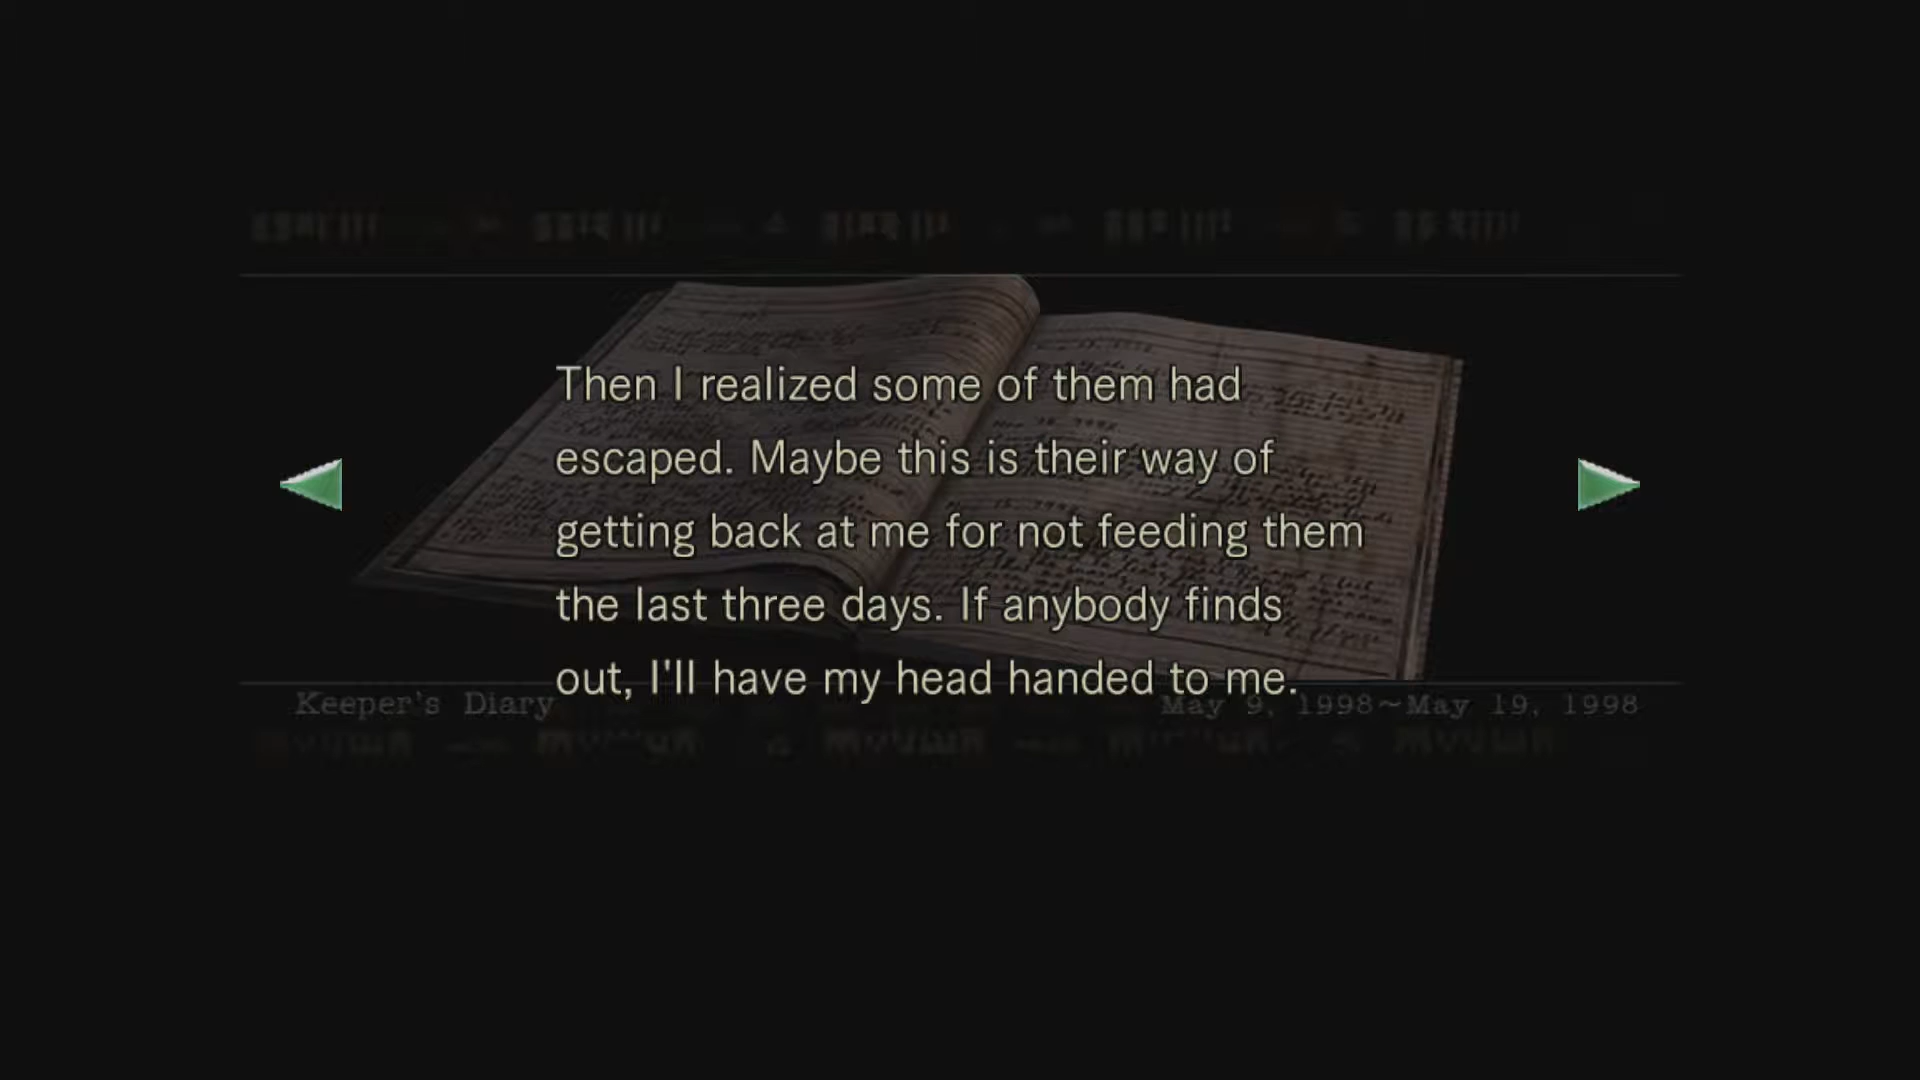 Then I realized some of them had
escaped. Maybe this is their way of
getting back at me for not feeding them
the last three days. If anybody finds
out, I'll have my head handed to me.
Keeper's Diary
May 9, 1998~May 19, 1998